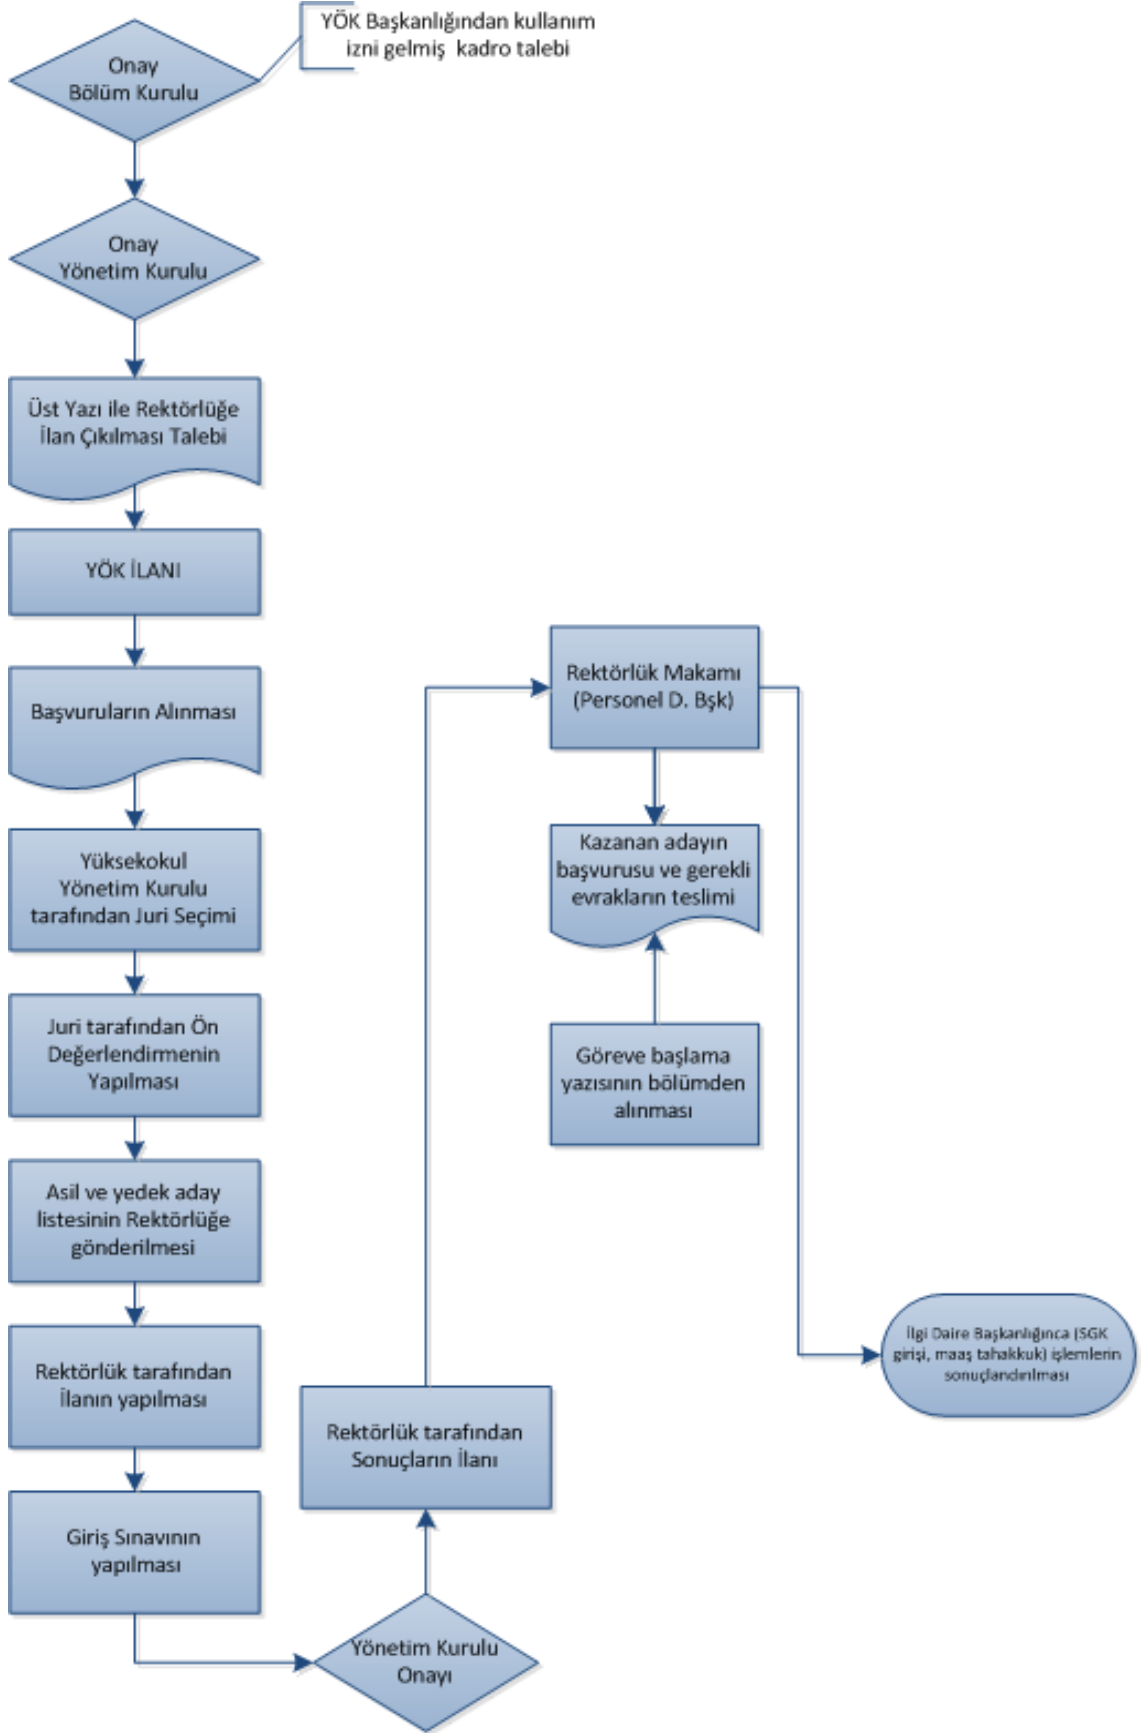 YÖK Başkanlığından kullanım
izni gelmiş kadro talebi
Onay
Bölüm Kurulu
Onay
Yönetim Kurulu
Üst Yazı ile Rektörlüğe
İlan Çıkılması Talebi
YÖK İLANI
Başvuruların Alınması
Yüksekokul
Yönetim Kurulu
tarafından Juri Seçimi
Juri tarafından Ön
Değerlendirmenin
Yapılması
Asil ve yedek aday
listesinin Rektörlüğe
gönderilmesi
Rektörlük tarafından
İlanın yapılması
Giriş Sınavının
yapılması
Yönetim Kurulu
Onayı
Rektörlük tarafından
Sonuçların İlanı
Rektörlük Makamı
(Personel D. Bşk)
Kazanan adayın
başvurusu ve gerekli
evrakların teslimi
Göreve başlama
yazısının bölümden
alınması
İlgi Daire Başkanlığınca (SGK
girişi, maaş tahakkuk) işlemlerin
sonuçlandırılması